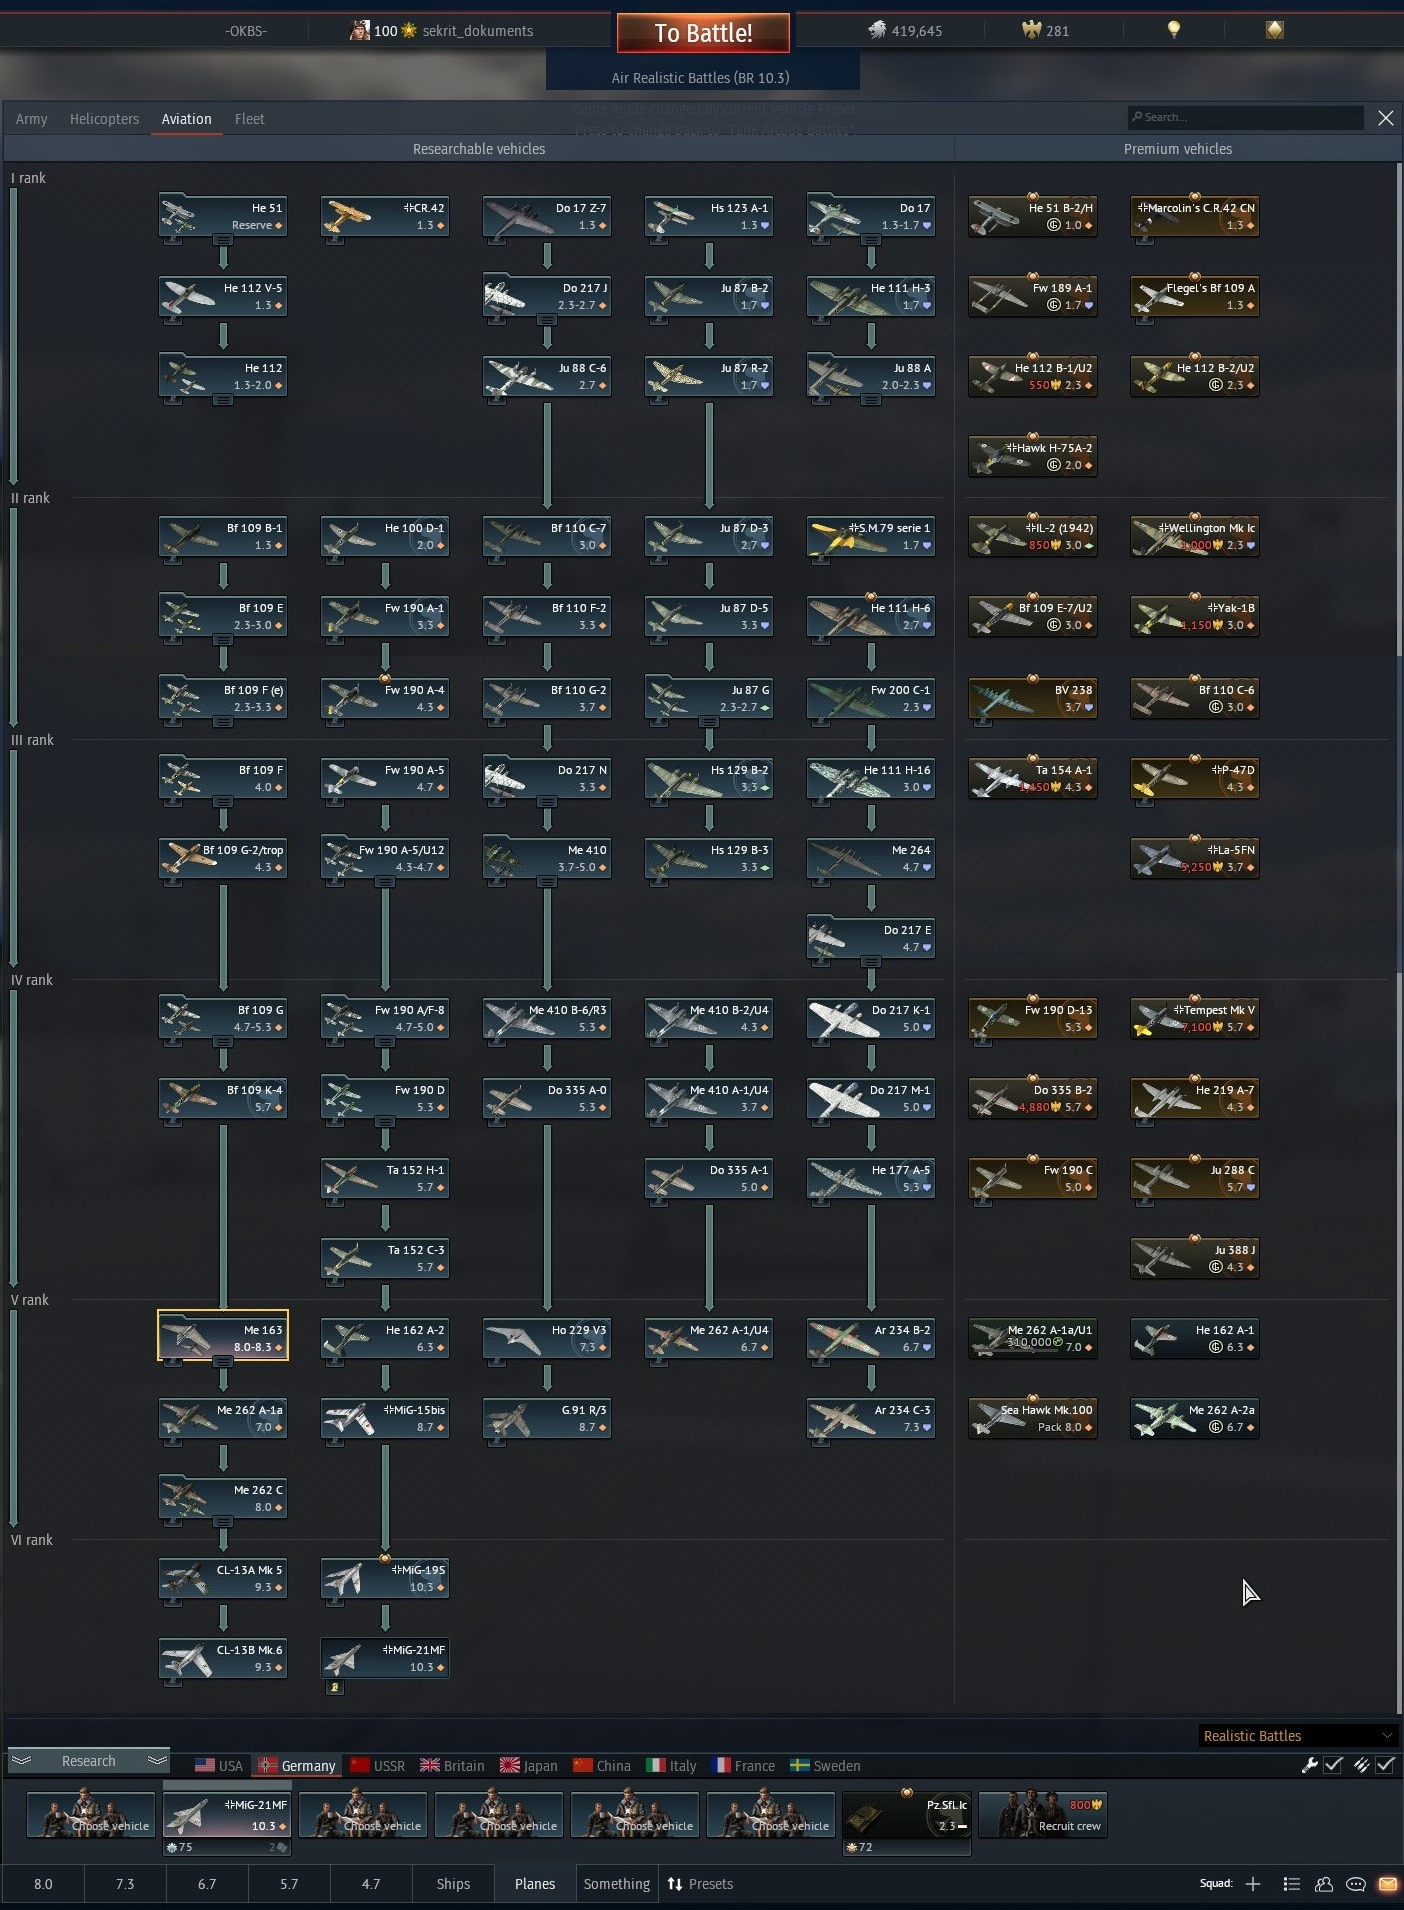 -OKBS-
100 sekrit_dokuments
To Battle!
419,645
281
Air Realistic Battles (BR 10.3)
Game mode changed by current Vehicle Preset.
Army Helicopters Aviation Fleet
Search...
Researchable vehicles
Premium vehicles
I rank
He 51
Reserve
CR.42
1.3
Do 17 Z-7
1.3
Hs 123 A-1
1.3
Do 17
1.3-1.7
He 51 B-2/H
1.0
Marcolin's C.R.42 CN
1.3
He 112 V-5
1.3
Do 217 J
2.3-2.7
Ju 87 B-2
1.7
He 111 H-3
1.7
Fw 189 A-1
1.7
Flegel's Bf 109 A
1.3
He 112
1.3-2.0
Ju 88 C-6
2.7
Ju 87 R-2
1.7
Ju 88 A
2.0-2.3
He 112 B-1/U2
550 2.3
He 112 B-2/U2
2.3
Hawk H-75A-2
2.0
II rank
Bf 109 B-1
1.3
He 100 D-1
2.0
Bf 110 C-7
3.0
Ju 87 D-3
2.7
S.M.79 serie 1
1.7
IL-2 (1942)
850 3.0
Wellington Mk Ic
2.3
Bf 109 E
2.3-3.0
Fw 190 A-1
3.3
Bf 110 F-2
3.3
Ju 87 D-5
3.3
He 111 H-6
2.7
Bf 109 E-7/U2
3.0
Yak-1B
1,150 3.0
Bf 109 F (e)
2.3-3.3
Fw 190 A-4
4.3
Bf 110 G-2
3.7
Ju 87 G
2.3-2.7
Fw 200 C-1
2.3
BV 238
3.7
Bf 110 C-6
3.0
III rank
Bf 109 F
4.0
Fw 190 A-5
4.7
Do 217 N
3.3
Hs 129 B-2
3.3
He 111 H-16
3.0
Ta 154 A-1
1,450 4.3
P-47D
4.3
Bf 109 G-2/trop
4.3
Fw 190 A-5/U12
4.3-4.7
Me 410
3.7-5.0
Hs 129 B-3
3.3
Me 264
4.7
La-5FN
5,250 3.7
Do 217 E
4.7
IV rank
Bf 109 G
4.7-5.3
Fw 190 A/F-8
4.7-5.0
Me 410 B-6/R3
5.3
Me 410 B-2/U4
4.3
Do 217 K-1
5.0
Fw 190 D-13
5.3
Tempest Mk V
7,100 5.7
Bf 109 K-4
5.7
Fw 190 D
5.3
Do 335 A-0
5.3
Me 410 A-1/U4
3.7
Do 217 M-1
5.0
Do 335 B-2
4,880 5.7
He 219 A-7
4.3
Ta 152 H-1
5.7
Do 335 A-1
5.0
He 177 A-5
5.3
Fw 190 C
5.0
Ju 288 C
5.7
Ta 152 C-3
5.7
Ju 388 J
4.3
V rank
Me 163
8.0-8.3
He 162 A-2
6.3
Ho 229 V3
7.3
Me 262 A-1/U4
6.7
Ar 234 B-2
6.7
Me 262 A-1a/U1
310,000 7.0
He 162 A-1
6.3
Me 262 A-1a
7.0
MiG-15bis
8.7
G.91 R/3
8.7
Ar 234 C-3
7.3
Sea Hawk Mk.100
Pack 8.0
Me 262 A-2a
6.7
Me 262 C
8.0
VI rank
CL-13A Mk 5
9.3
MiG-19S
10.3
CL-13B Mk.6
9.3
MiG-21MF
10.3
Realistic Battles
Research USA Germany USSR Britain Japan China Italy France Sweden
Choose vehicle
MiG-21MF
10.3
75 2
Choose vehicle
Choose vehicle
Choose vehicle
Choose vehicle
Pz.Sfl.Ic
2.3
72
800
Recruit crew
8.0 7.3 6.7 5.7 4.7 Ships Planes Something Presets
Squad: